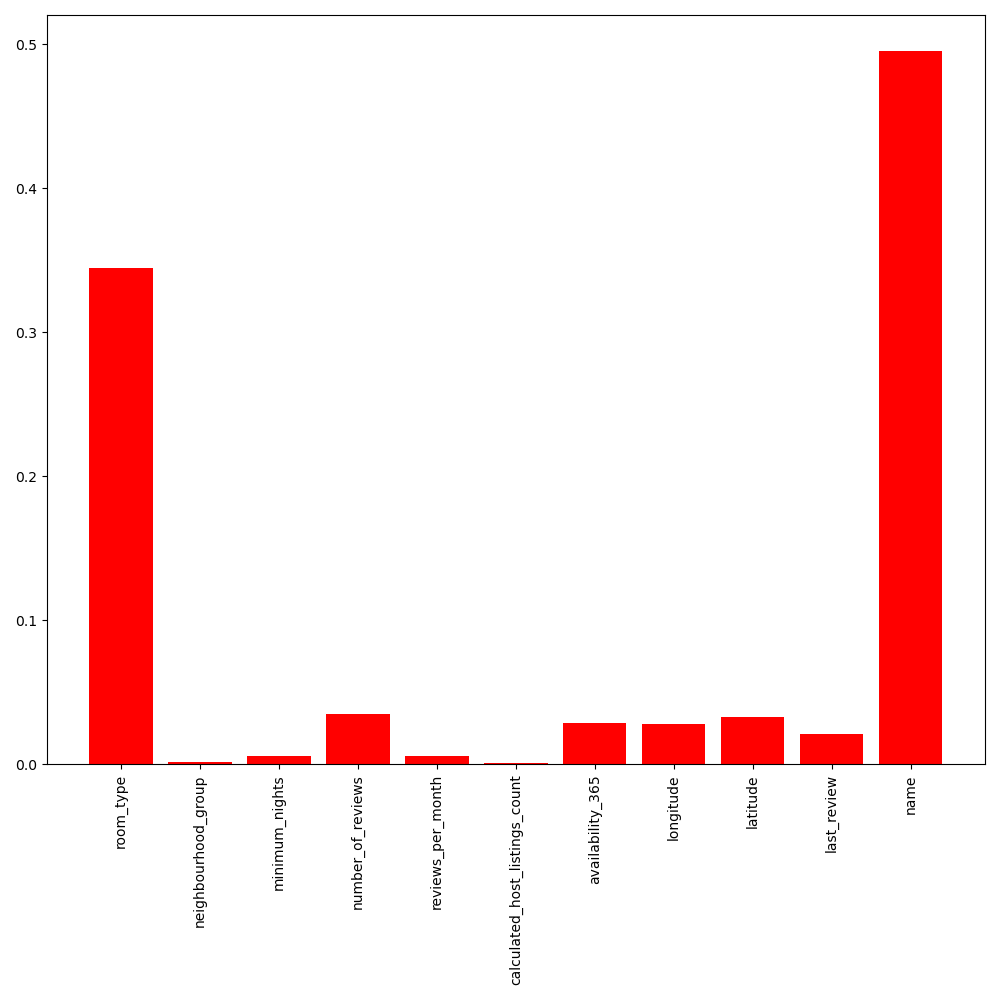 0.5
0.4
0.3
0.2
0.1
0.0
room_type
neighbourhood_group
minimum_nights
number_of_reviews
reviews_per_month
calculated_host_listings_count
availability_365
longitude
latitude
last_review
name